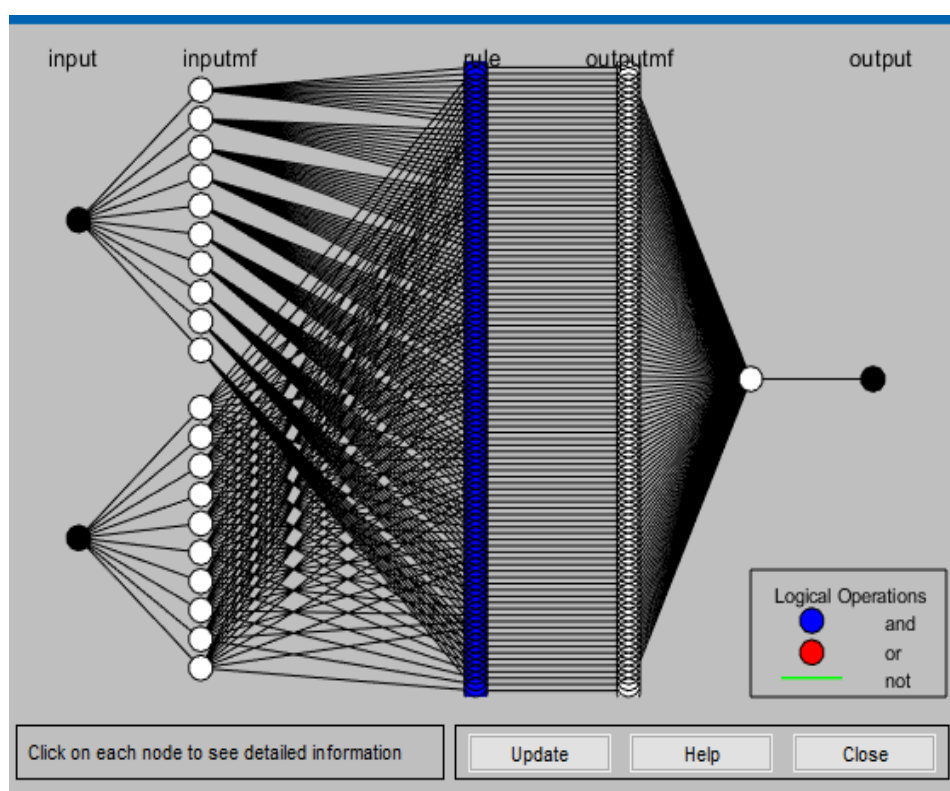 input inputmf rule outputmf output
Logical Operations
and
or
not
Click on each node to see detailed information
Update
Help
Close